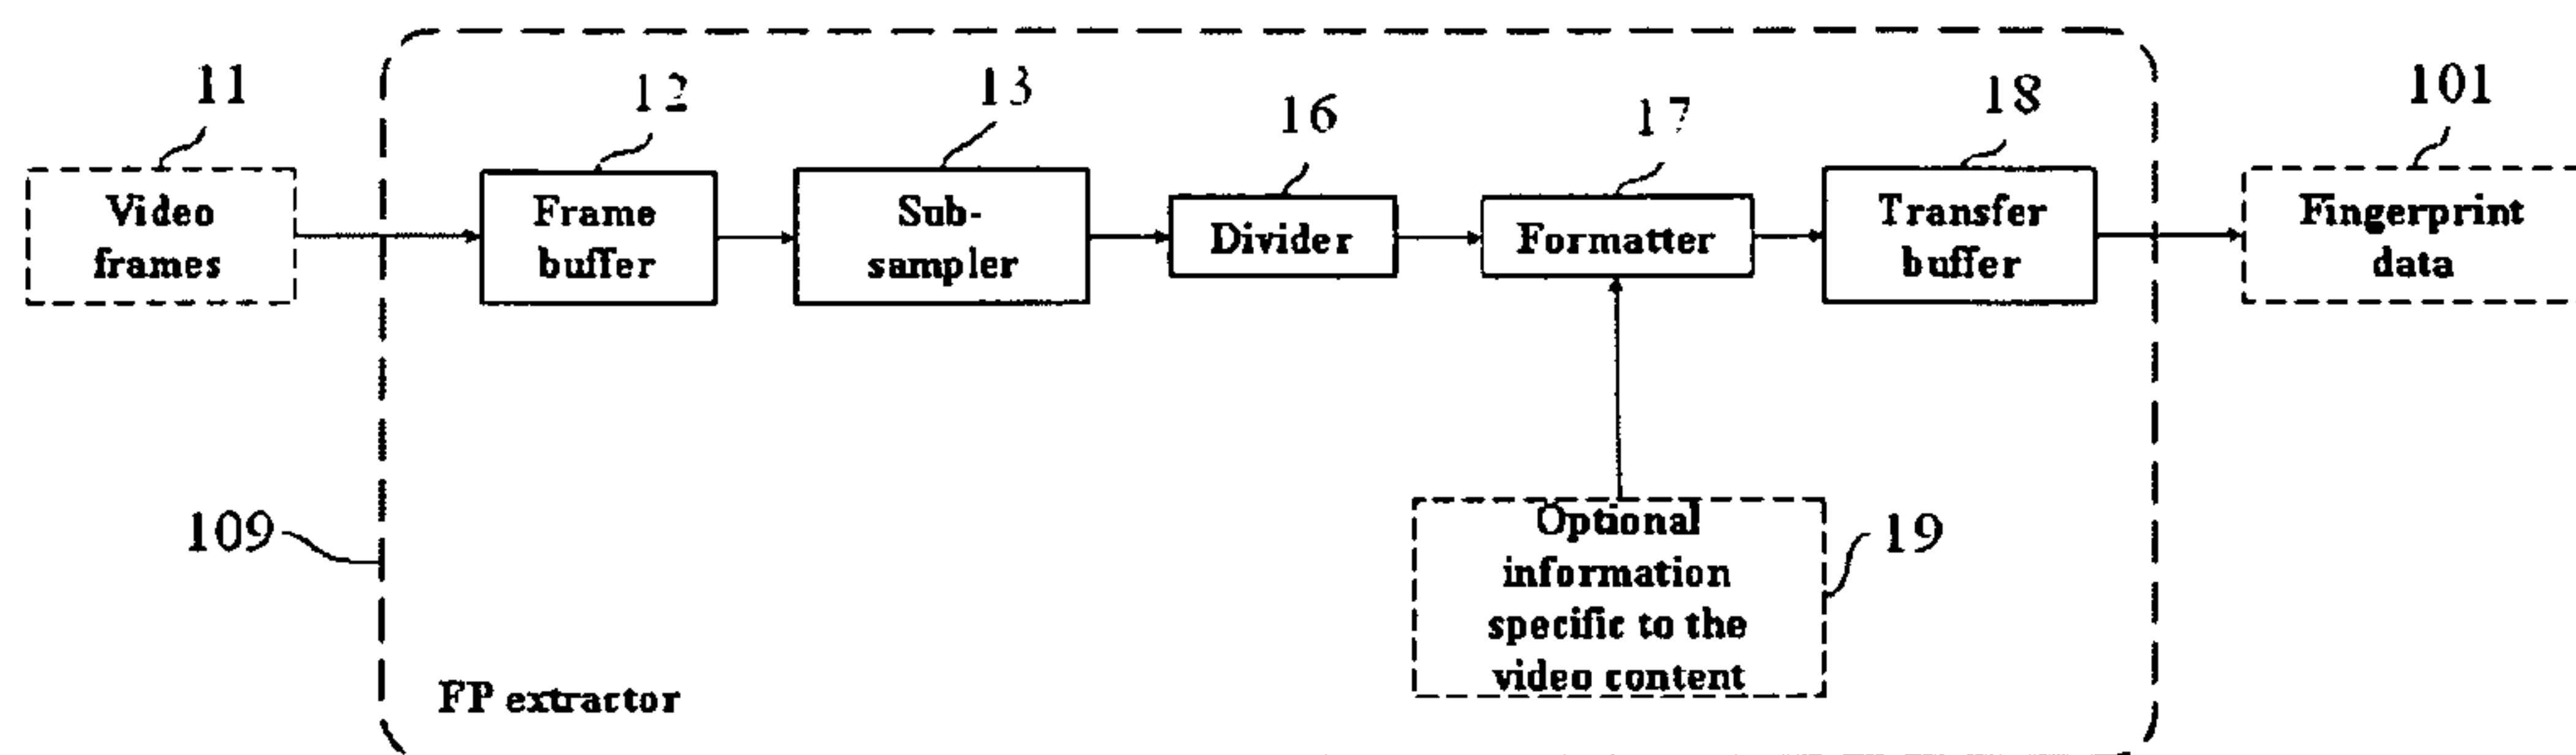 11
12
13
16
17
18
101
Video
frames
Frame
buffer
Sub-
sampler
Divider
Formatter
Transfer
buffer
Fingerprint
data
109
Optional
information
specific to the
video content
19
FP extractor